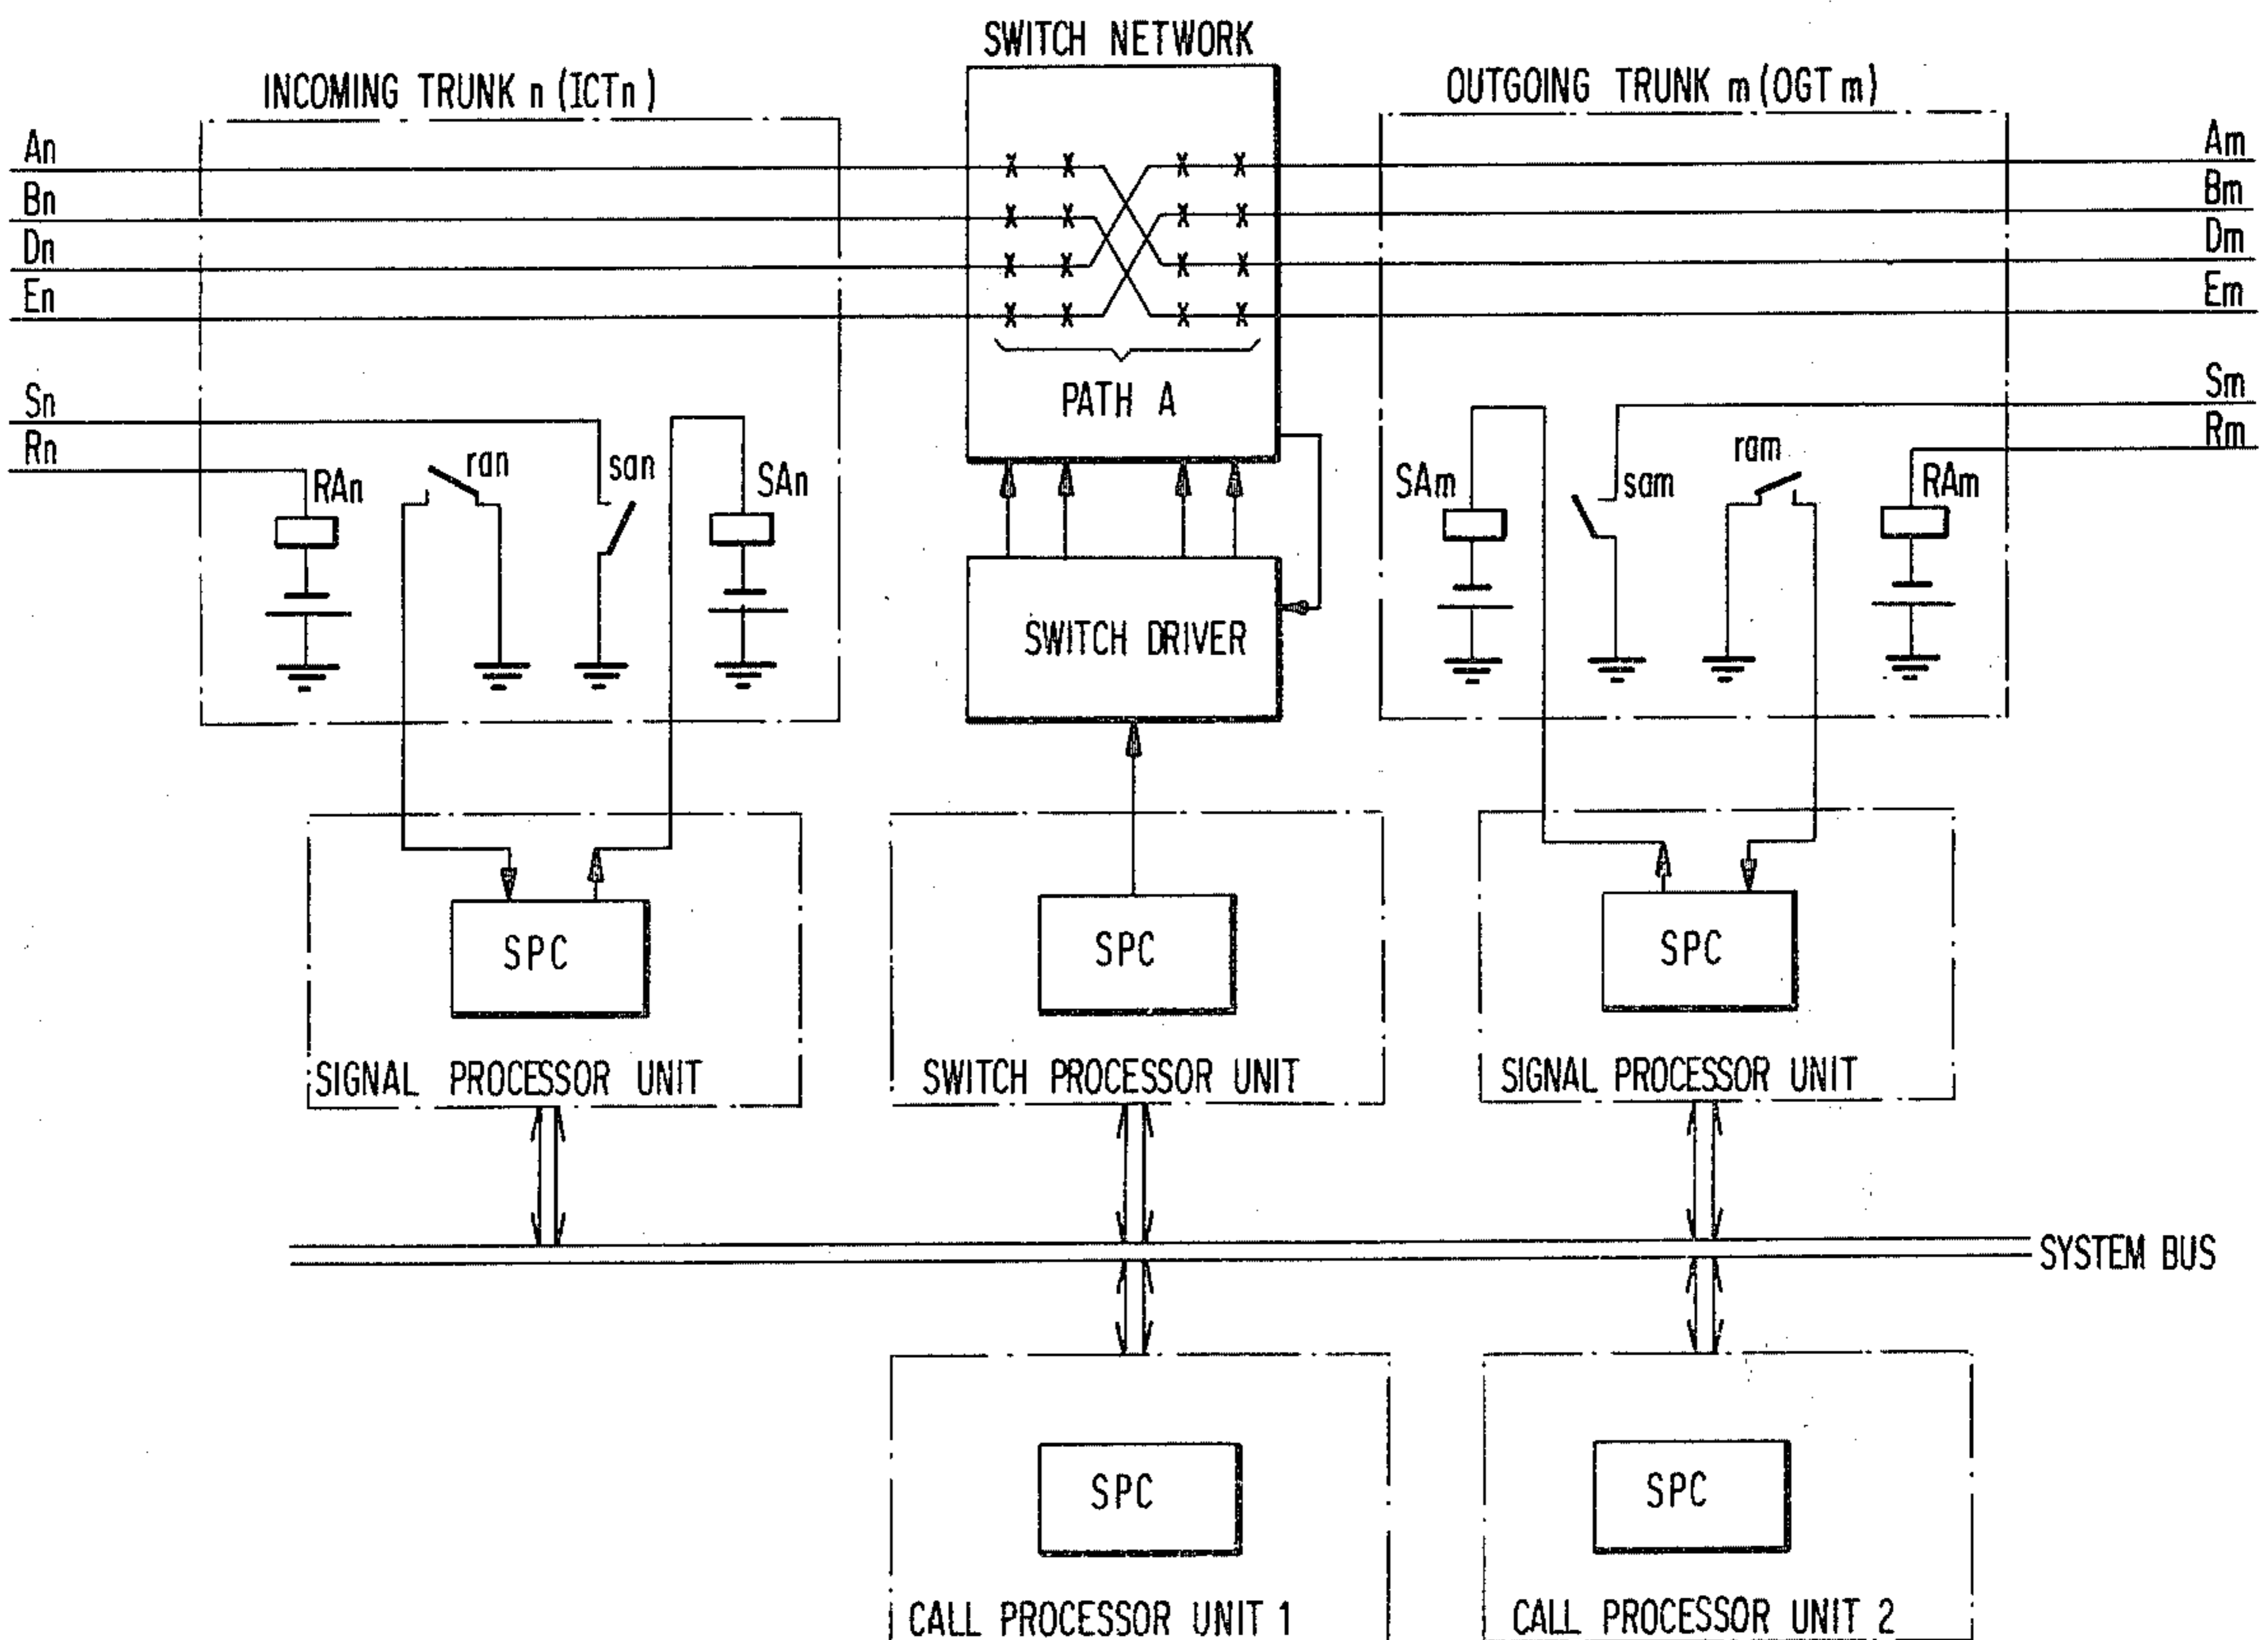 SWITCH NETWORK
INCOMING TRUNK n (ICTn)
OUTGOING TRUNK m (OGT m)
An
Am
Bn
Bm
Dn
Dm
En
Em
PATH A
Sn
Sm
Rn
Rm
RAn
ran
san
SAn
SAm
sam
ram
RAm
SWITCH DRIVER
SPC
SPC
SPC
SIGNAL PROCESSOR UNIT
SWITCH PROCESSOR UNIT
SIGNAL PROCESSOR UNIT
SYSTEM BUS
SPC
SPC
CALL PROCESSOR UNIT 1
CALL PROCESSOR UNIT 2